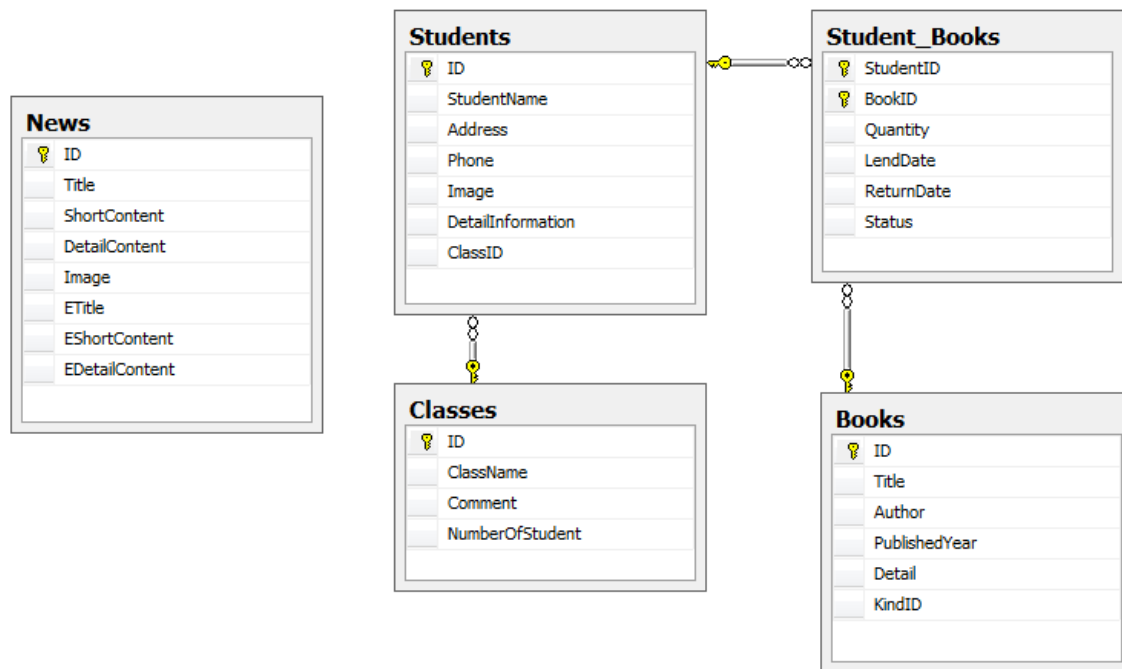 News
ID
Title
ShortContent
DetailContent
Image
ETitle
EShortContent
EDetailContent
Students
ID
StudentName
Address
Phone
Image
DetailInformation
ClassID
Student_Books
StudentID
BookID
Quantity
LendDate
ReturnDate
Status
Classes
ID
ClassName
Comment
NumberOfStudent
Books
ID
Title
Author
PublishedYear
Detail
KindID